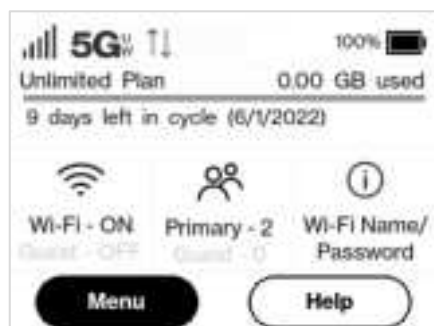 5G UW 100%
Unlimited Plan 0.00 GB used
9 days left in cycle (6/1/2022)
Wi-Fi - ON Primary - 2 Wi-Fi Name/
Guest - OFF Guest - 0 Password
Menu Help